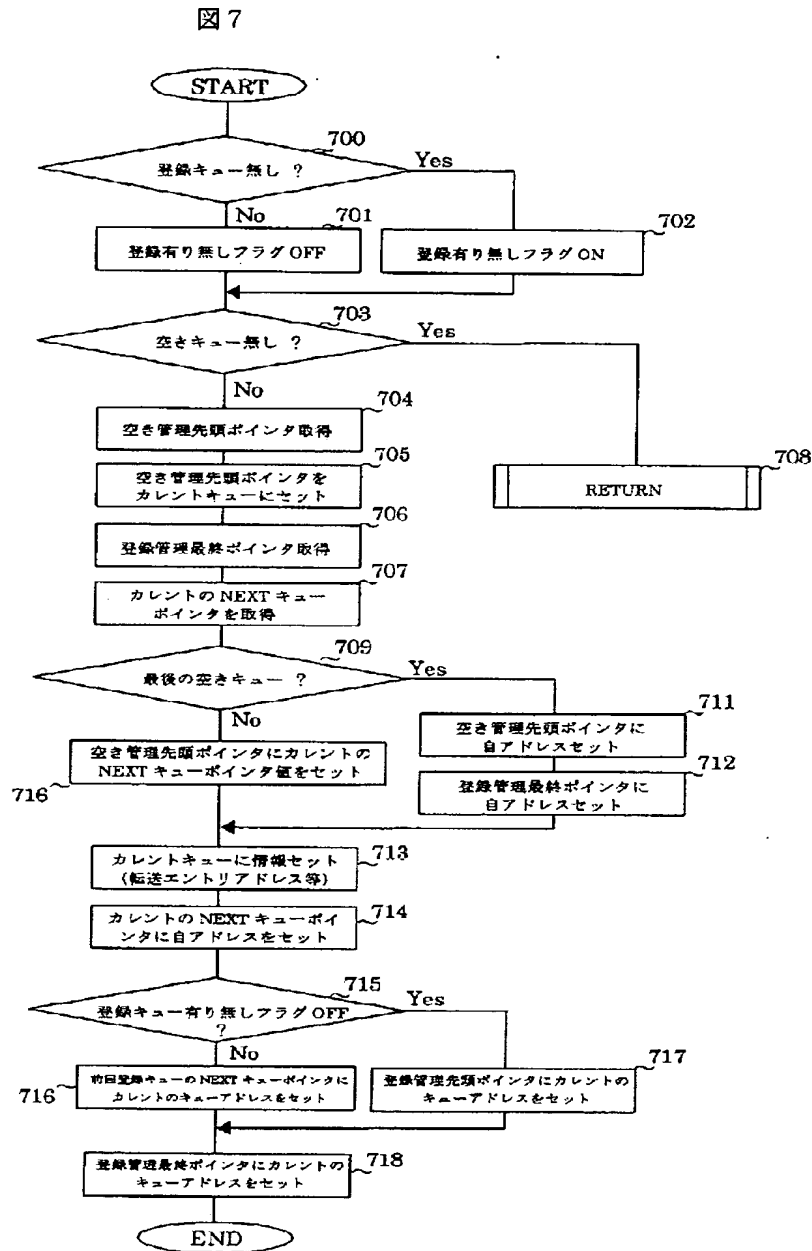 図7
START
700
登録キュー無し ?
Yes
No
701
702
登録有り無しフラグ OFF
登録有り無しフラグ ON
703
空きキュー無し ?
Yes
No
704
空き管理先頭ポインタ取得
705
空き管理先頭ポインタを
カレントキューにセット
708
RETURN
706
登録管理最終ポインタ取得
707
カレントの NEXT キュー
ポインタを取得
709
最後の空きキュー ?
Yes
No
711
空き管理先頭ポインタに
自アドレスセット
空き管理先頭ポインタにカレントの
NEXT キューポインタ値をセット
716
712
登録管理最終ポインタに
自アドレスセット
713
カレントキューに情報セット
(転送エントリアドレス等)
714
カレントの NEXT キューポイ
ンタに自アドレスをセット
715
登録キュー有り無しフラグ OFF
?
Yes
No
717
前回登録キューの NEXT キューポインタに
カレントのキューアドレスをセット
716
登録管理先頭ポインタにカレントの
キューアドレスをセット
718
登録管理最終ポインタにカレントの
キューアドレスをセット
END